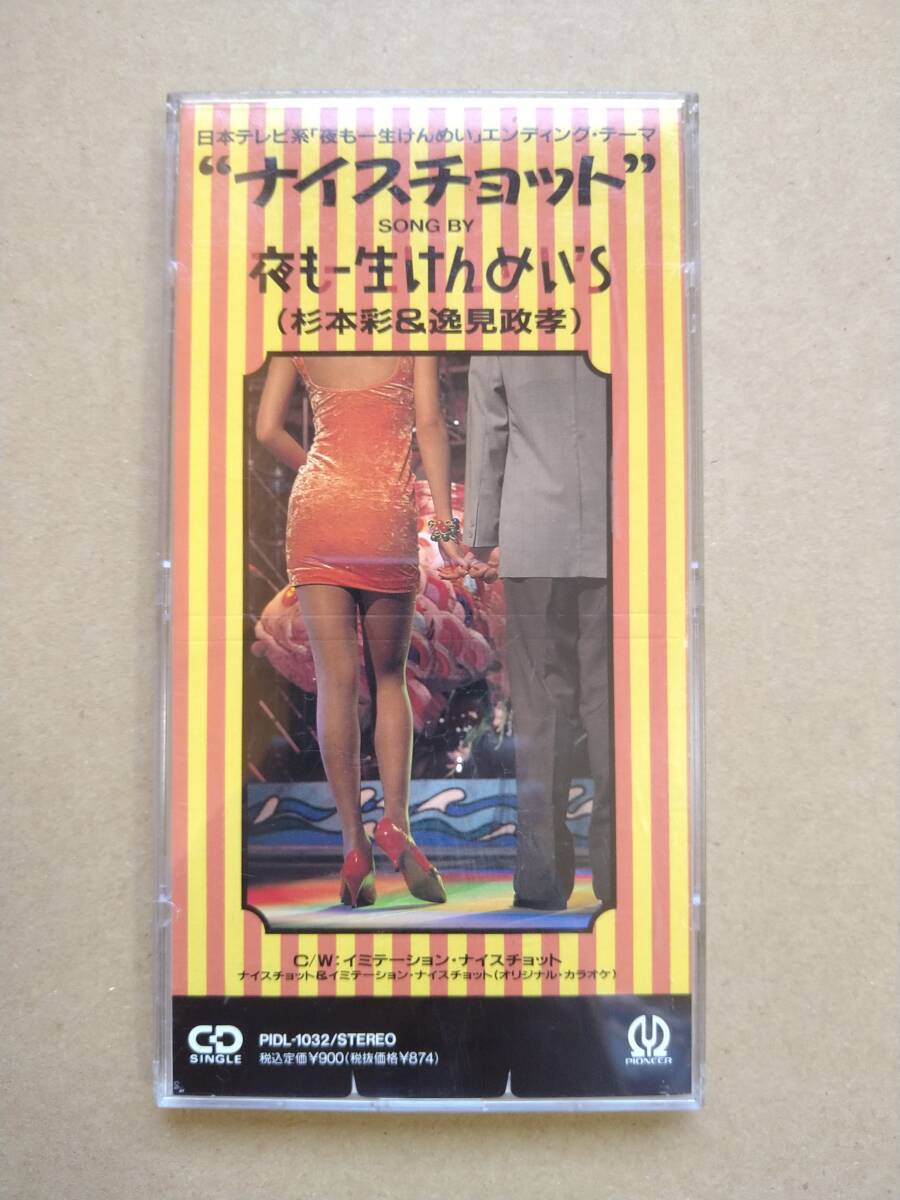 日本テレビ系「夜も一生けんめい」エンディング・テーマ
“ナイスチョット”
SONG BY
夜も一生けんめい'S
(杉本彩&逸見政孝)
C/W:イミテーション・ナイスチョット
ナイスチョット&イミテーション・ナイスチョット(オリジナル・カラオケ)
CD
SINGLE
PIDL-1032/STEREO
税込定価¥900(税抜価格¥874)
PIONEER